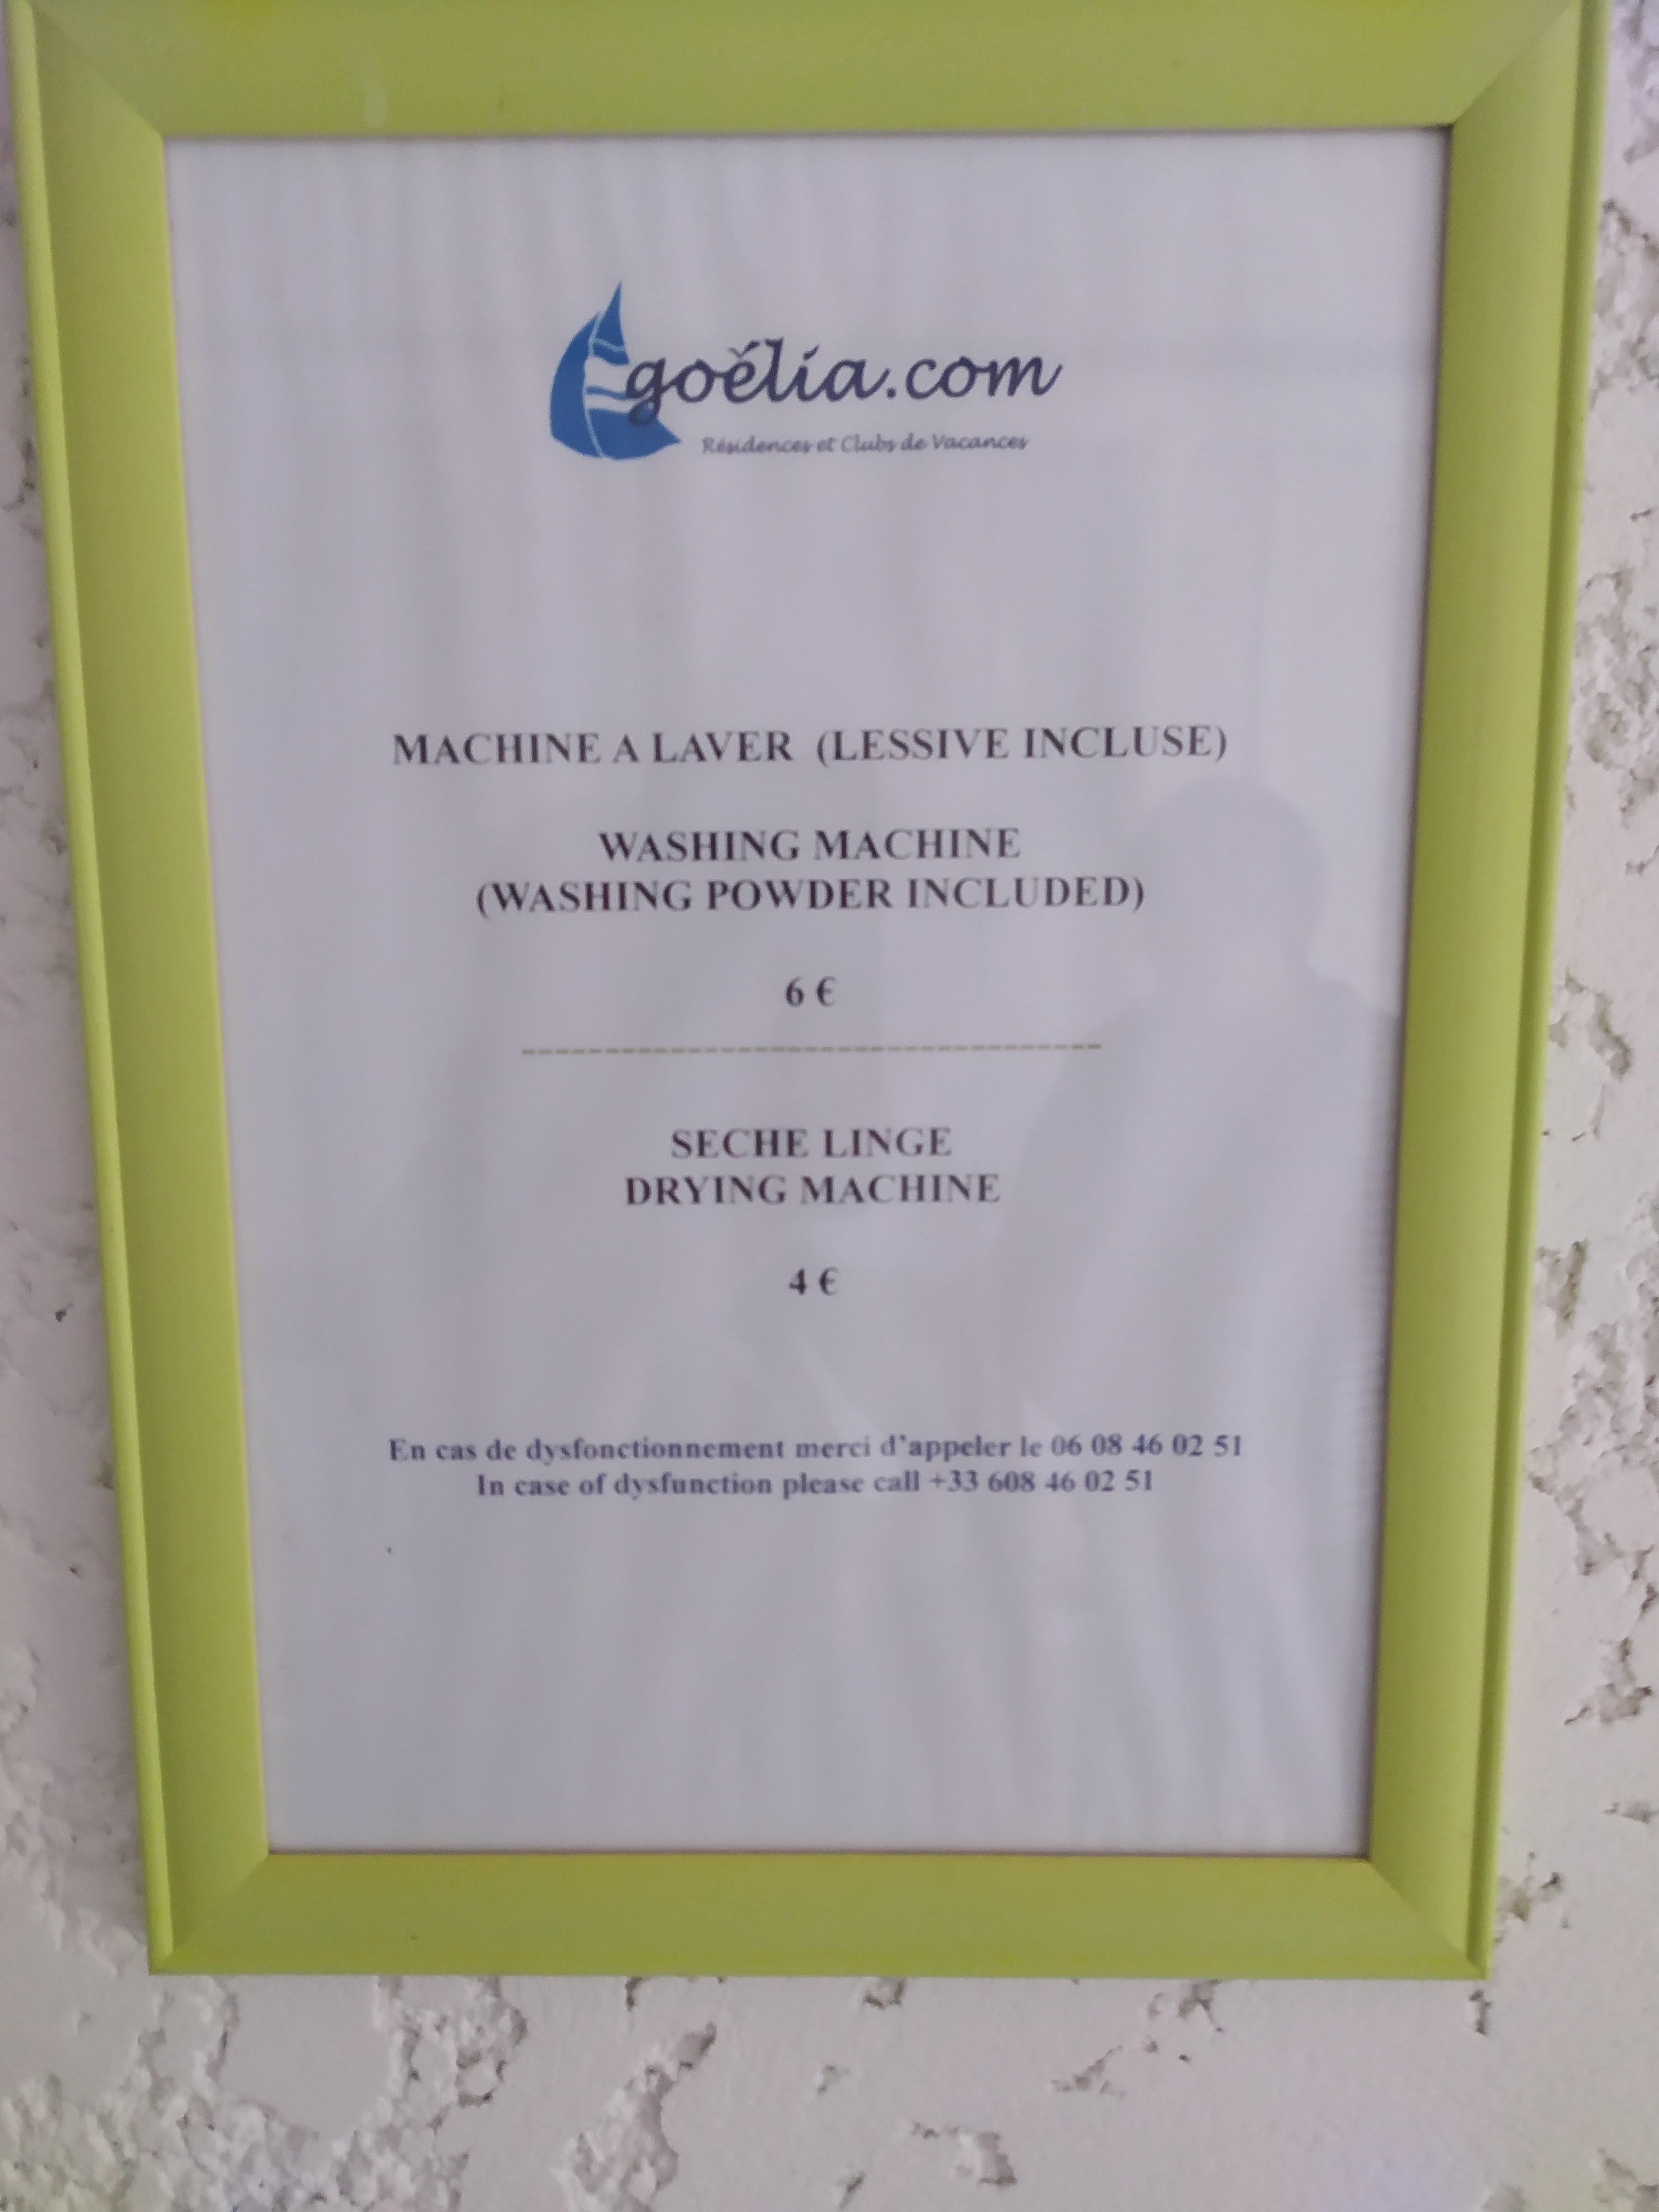 goélia.com
Résidences et Clubs de Vacances
MACHINE A LAVER (LESSIVE INCLUSE)
WASHING MACHINE
(WASHING POWDER INCLUDED)
6 €
-----------------------------------
SECHE LINGE
DRYING MACHINE
4 €
En cas de dysfonctionnement merci d'appeler le 06 08 46 02 51
In case of dysfunction please call +33 608 46 02 51